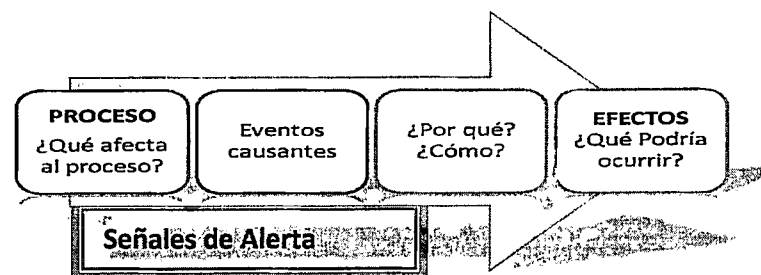 PROCESO
¿Qué afecta
al proceso?
Eventos
causantes
¿Por qué?
¿Cómo?
EFECTOS
¿Qué Podría
ocurrir?
Señales de Alerta